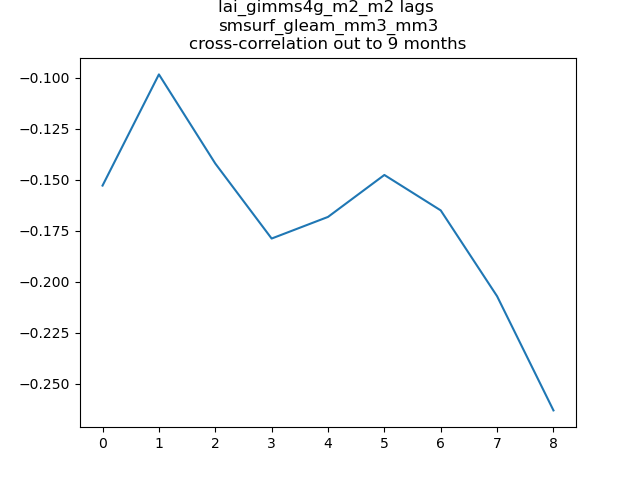 lai_gimms4g_m2_m2 lags
smsurf_gleam_mm3_mm3
cross-correlation out to 9 months
−0.100
−0.125
−0.150
−0.175
−0.200
−0.225
−0.250
0 1 2 3 4 5 6 7 8